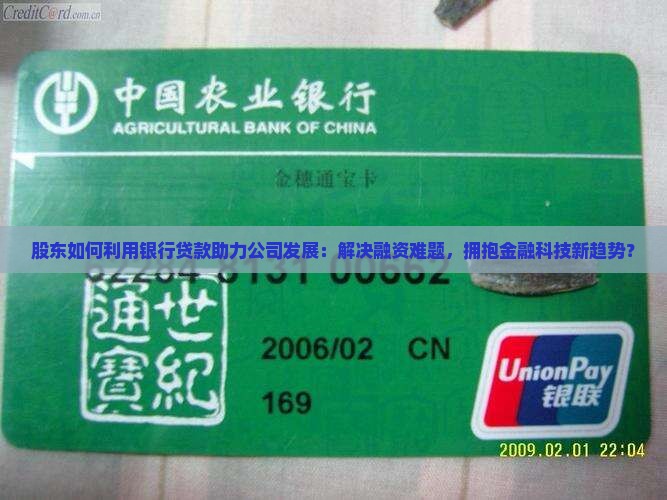 CreditCard.com.cn
中国农业银行
AGRICULTURAL BANK OF CHINA
金穗通宝卡
股东如何利用银行贷款助力公司发展：解决融资难题，拥抱金融科技新趋势？
世紀
通寶
2006/02 CN
169
UnionPay
银联
2009.02.01 22:04